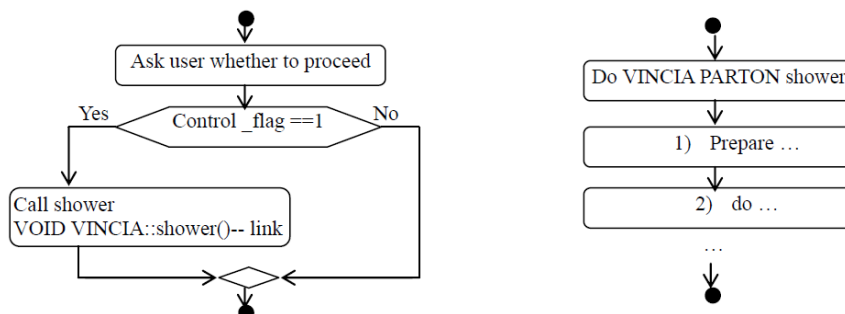 Ask user whether to proceed
Yes
Control _flag ==1
No
Call shower
VOID VINCIA::shower()-- link
Do VINCIA PARTON shower
1) Prepare …
2) do …
…